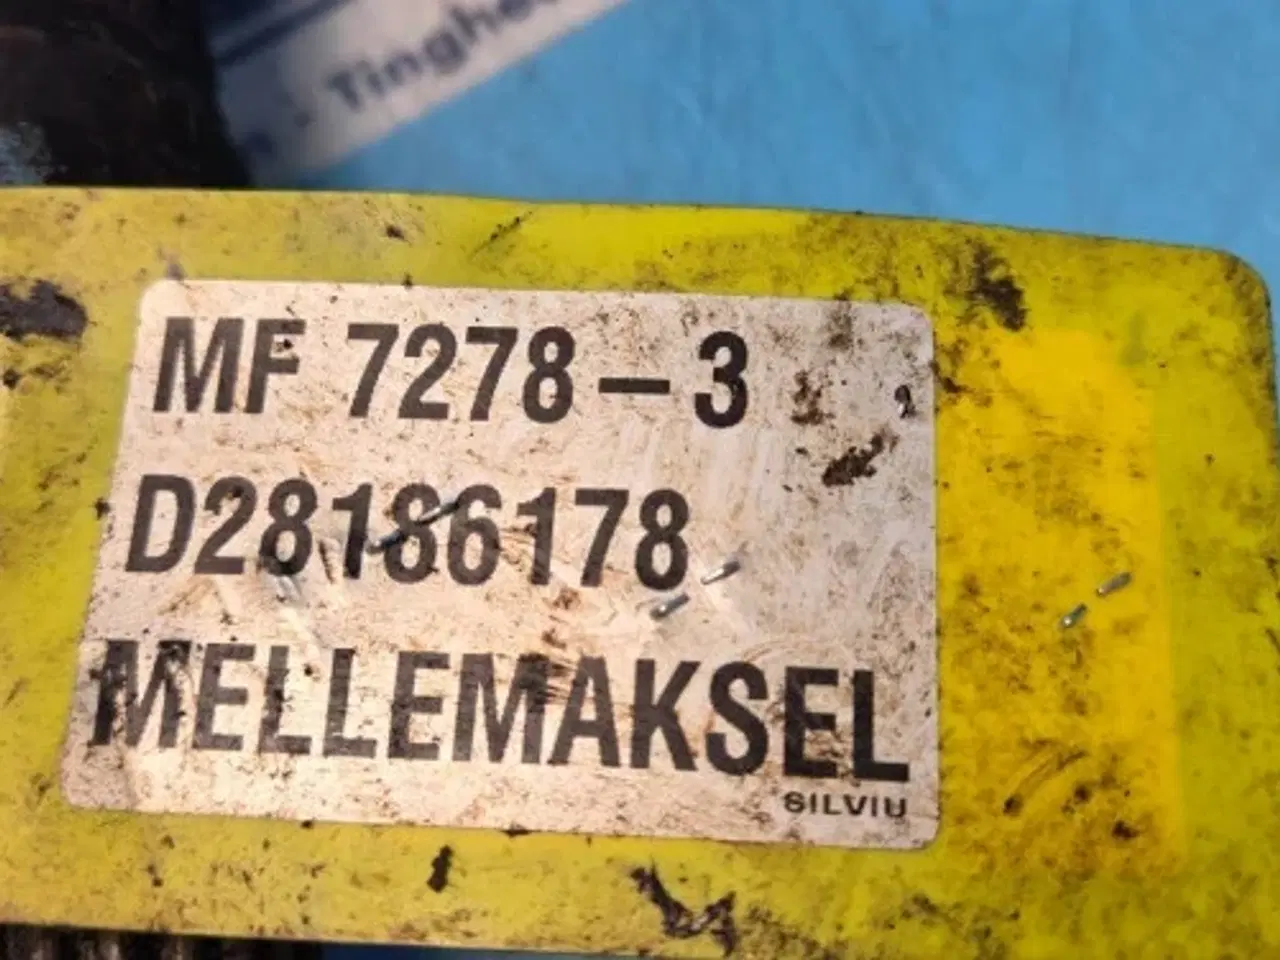 MF 7278 – 3
D28186178
MELLEMAKSEL
SILVIU